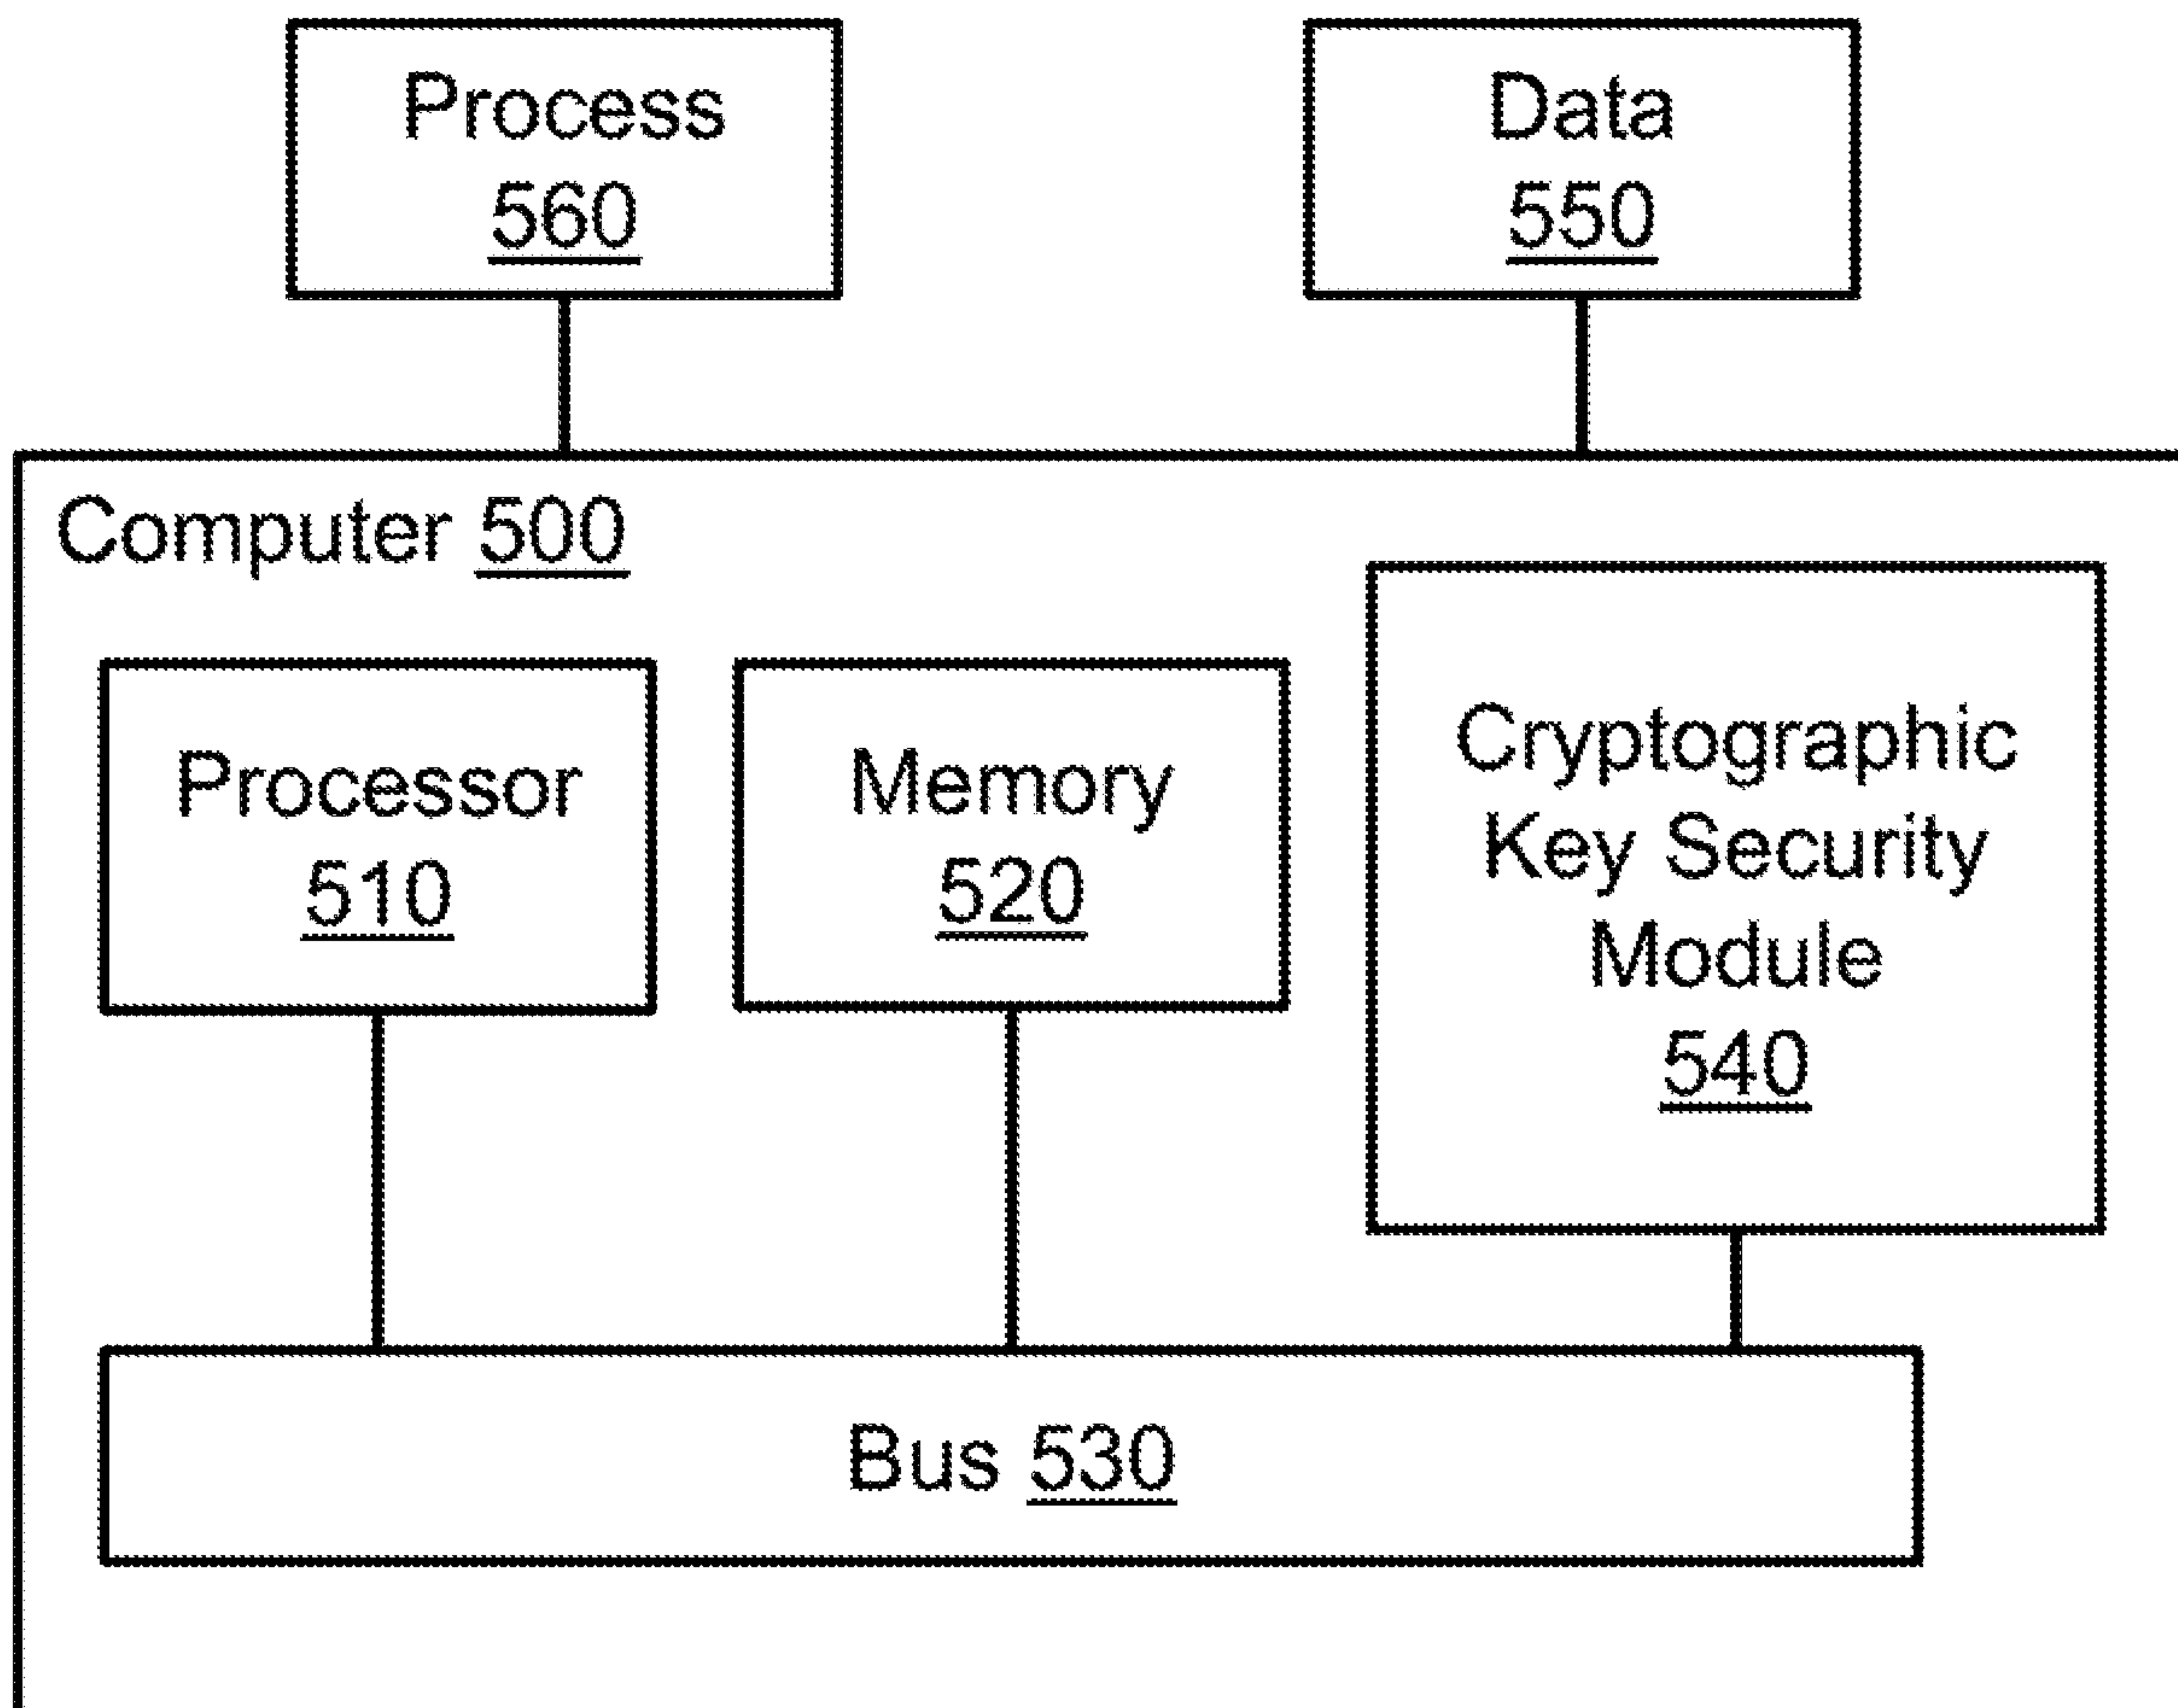 Process
560
Data
550
Computer 500
Processor
510
Memory
520
Cryptographic
Key Security
Module
540
Bus 530